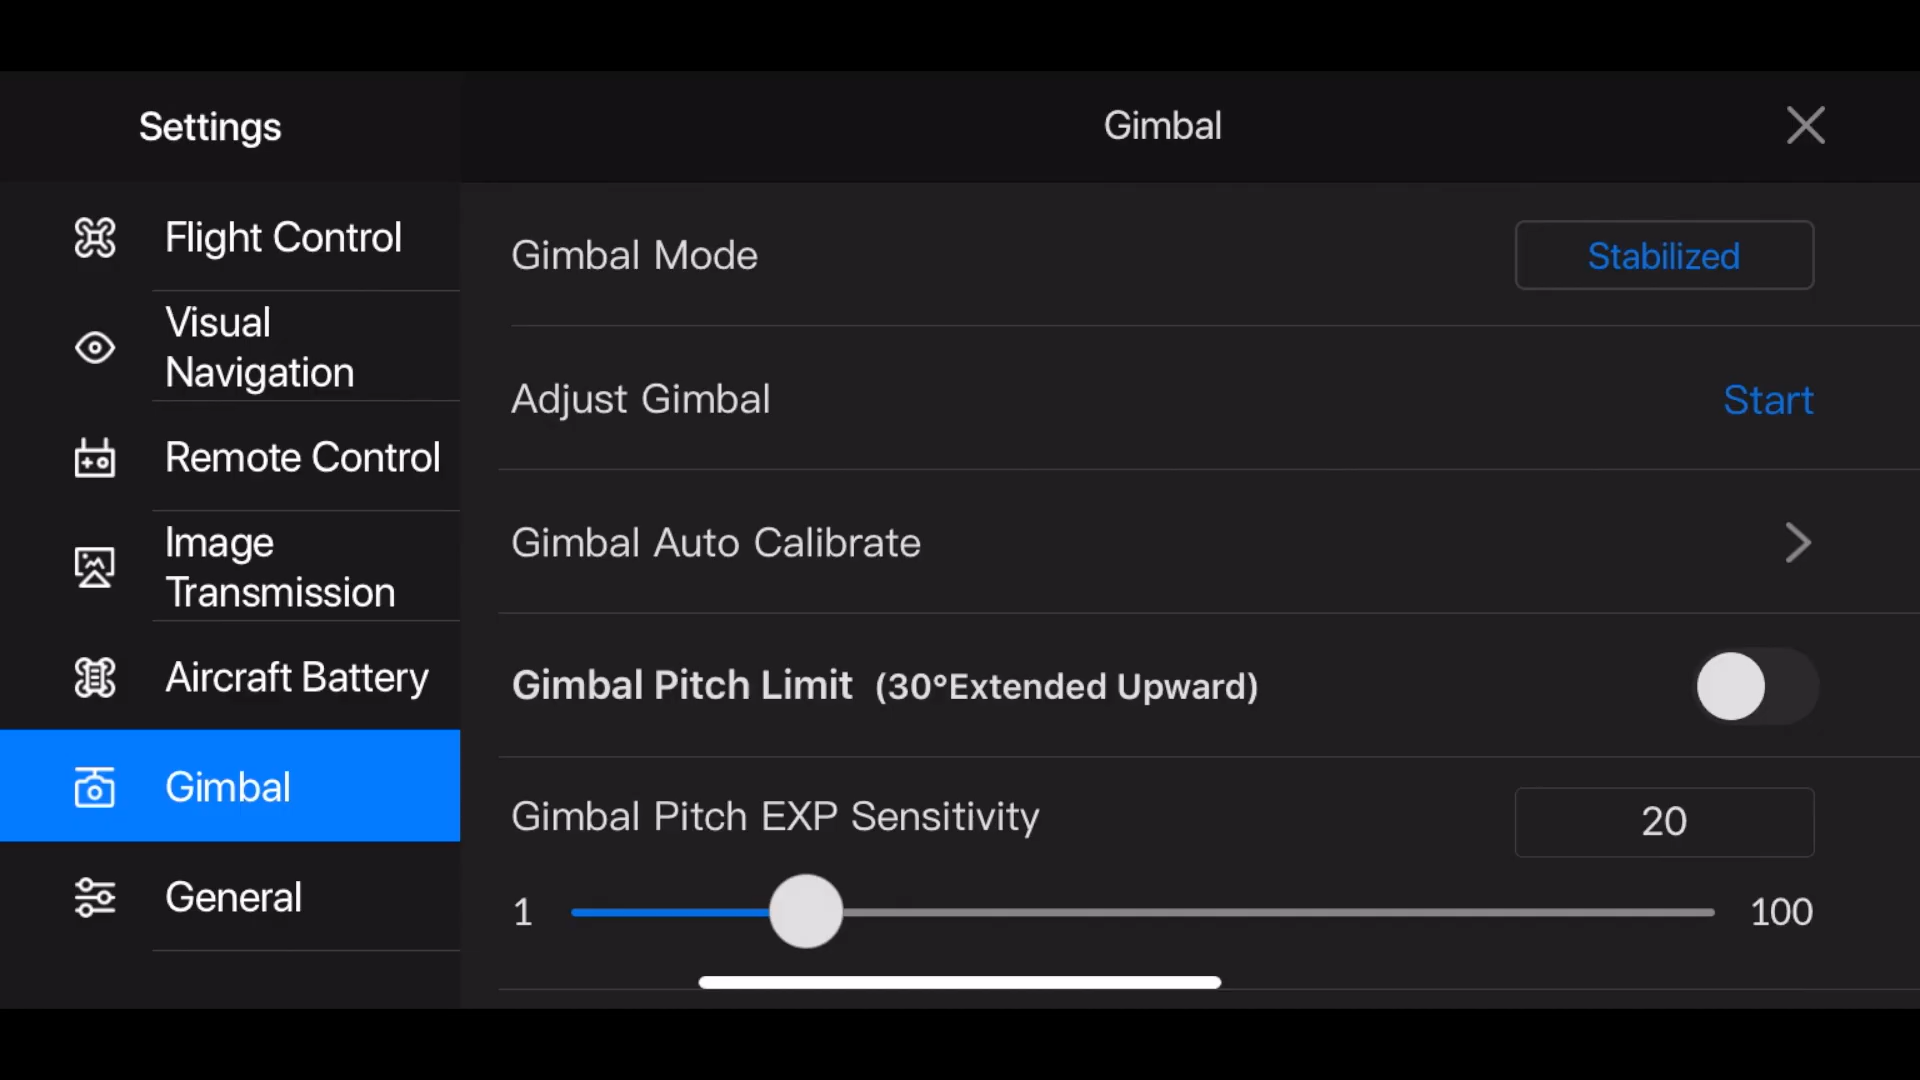 Settings
Gimbal
Flight Control
Visual
Navigation
Remote Control
Image
Transmission
Aircraft Battery
Gimbal
General
Gimbal Mode
Stabilized
Adjust Gimbal
Start
Gimbal Auto Calibrate
Gimbal Pitch Limit (30°Extended Upward)
Gimbal Pitch EXP Sensitivity
20
1
100